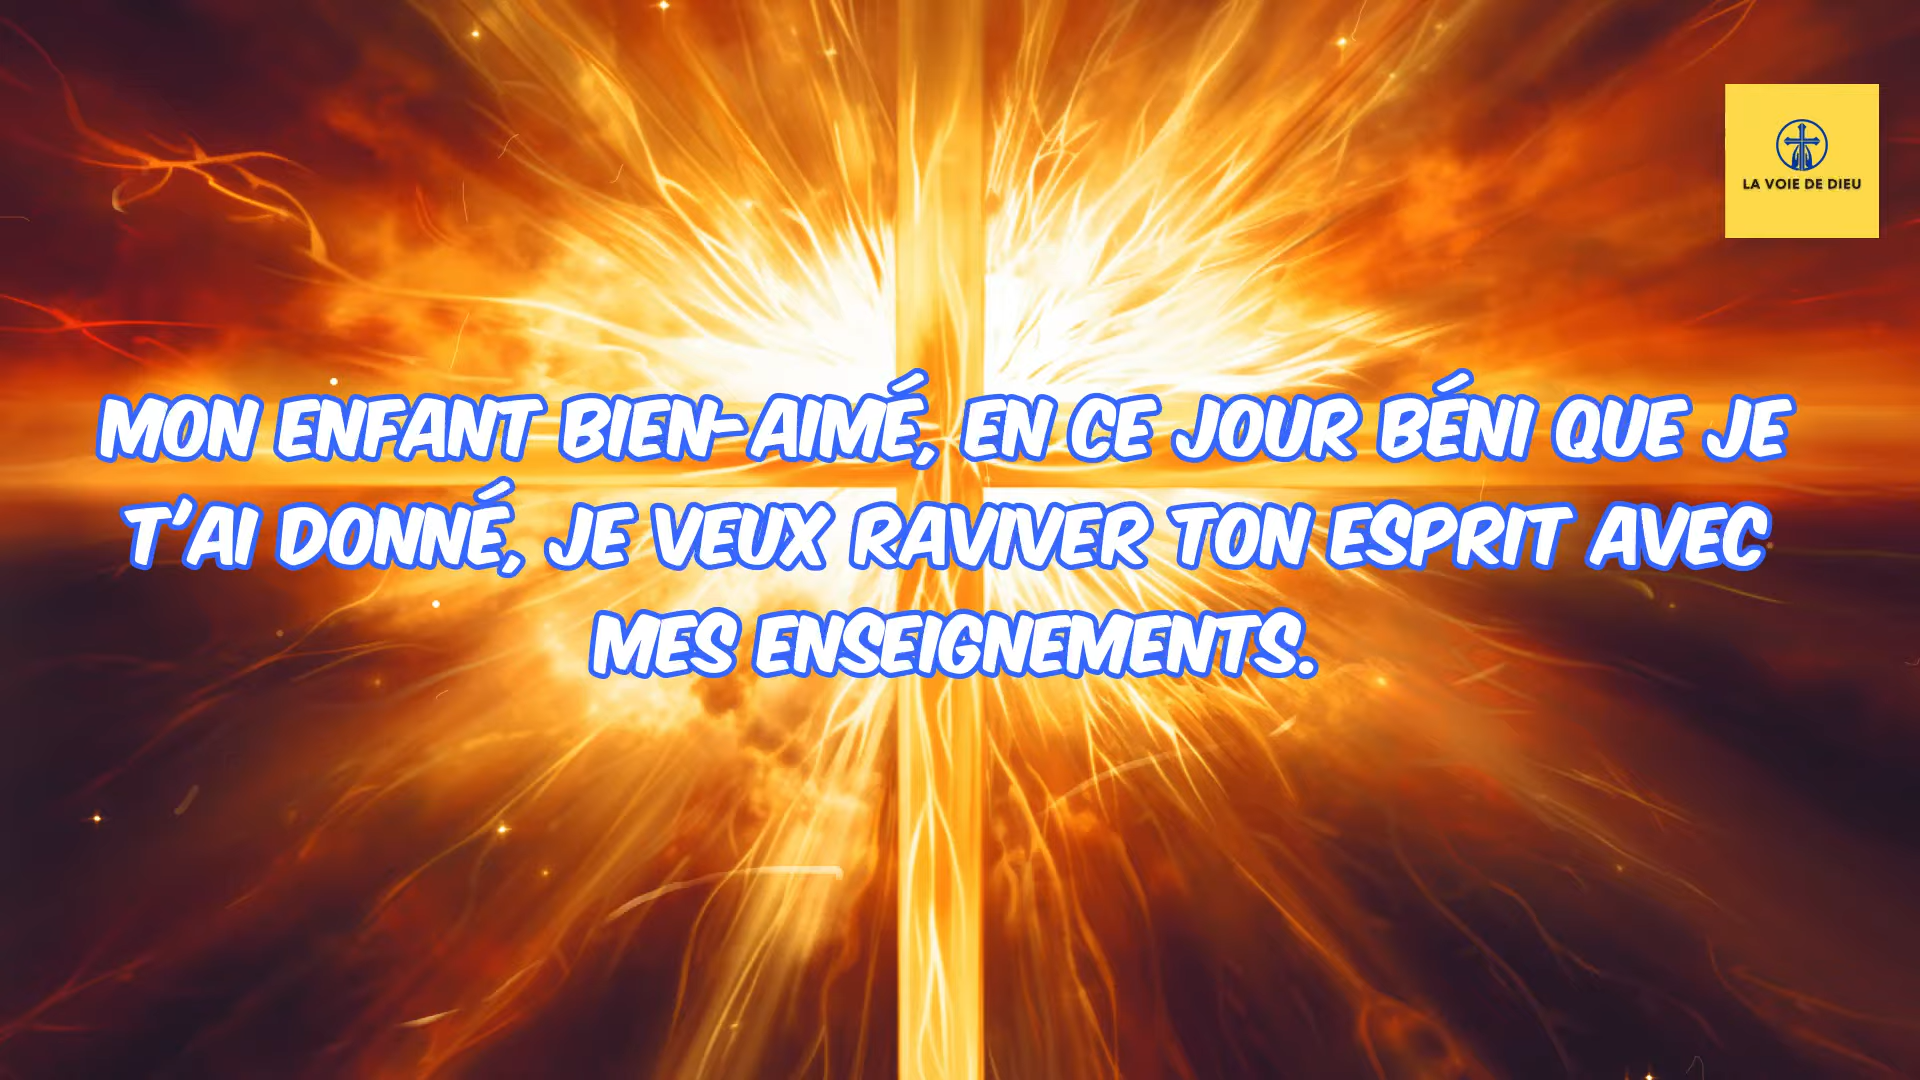 LA VOIE DE DIEU
MON ENFANT BIEN-AIMÉ, EN CE JOUR BÉNI QUE JE
T'AI DONNÉ, JE VEUX RAVIVER TON ESPRIT AVEC
MES ENSEIGNEMENTS.